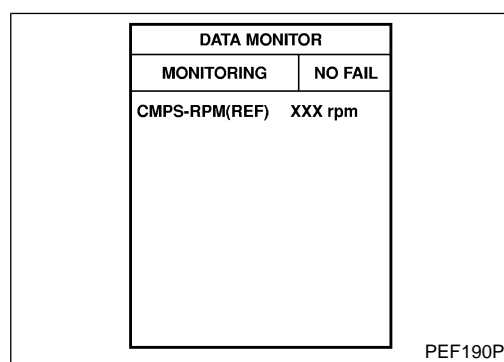 DATA MONITOR
MONITORING NO FAIL
CMPS-RPM(REF) XXX rpm
PEF190P